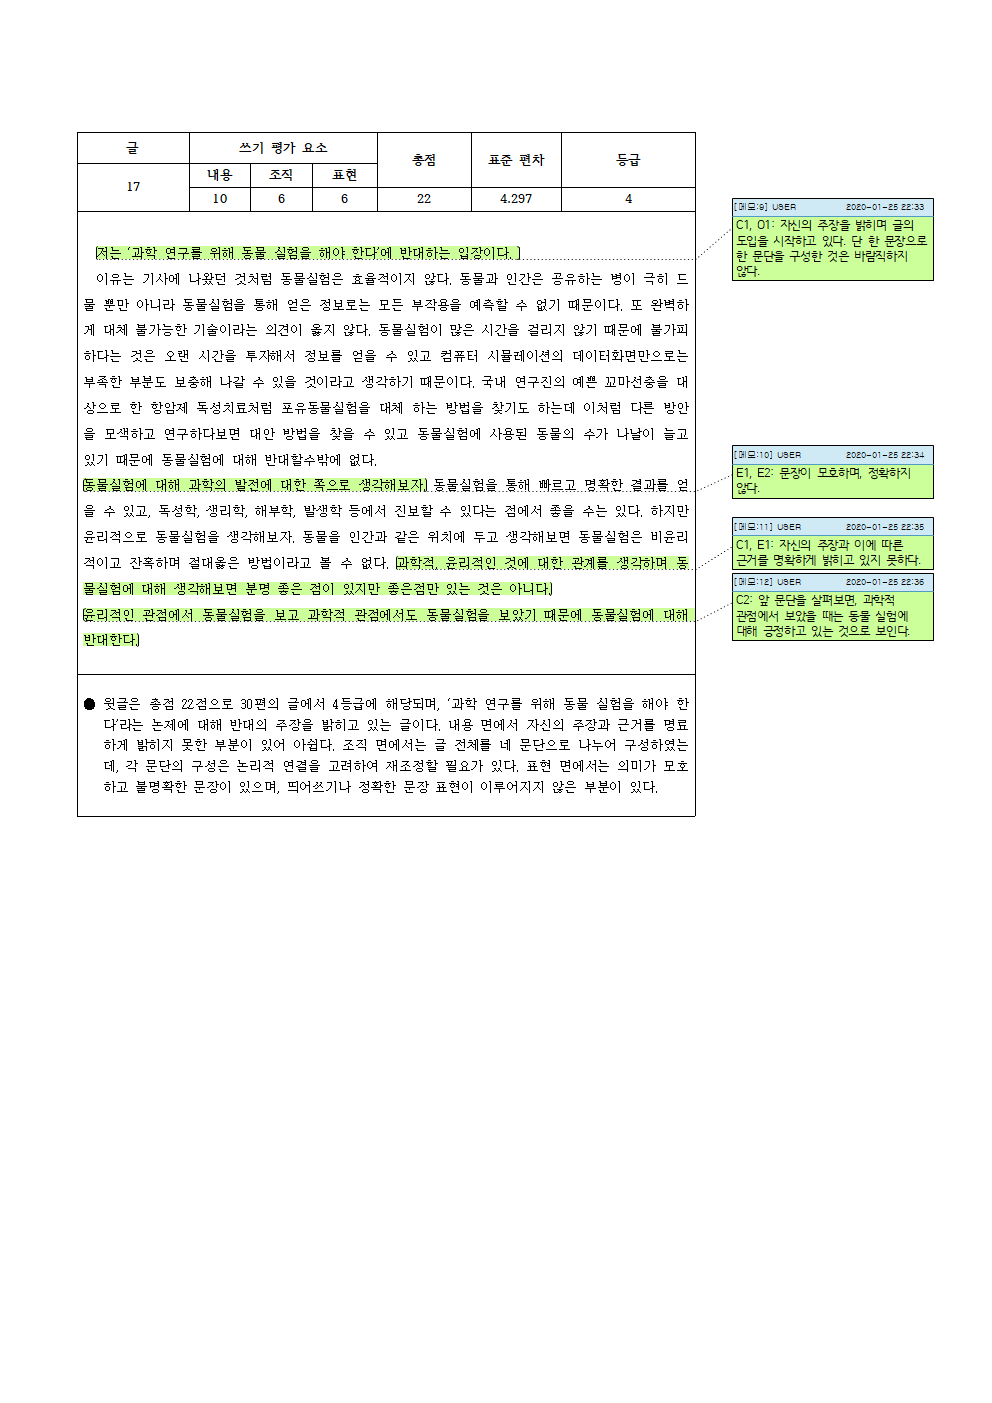 글 쓰기 평가 요소 총점 표준 편차 등급
17 내용 조직 표현
10 6 6 22 4.297 4
저는 ‘과학 연구를 위해 동물 실험을 해야 한다’에 반대하는 입장이다.
이유는 기사에 나왔던 것처럼 동물실험은 효율적이지 않다. 동물과 인간은 공유하는 병이 극히 드
물 뿐만 아니라 동물실험을 통해 얻은 정보로는 모든 부작용을 예측할 수 없기 때문이다. 또 완벽하
게 대체 불가능한 기술이라는 의견이 옳지 않다. 동물실험이 많은 시간을 걸리지 않기 때문에 불가피
하다는 것은 오랜 시간을 투자해서 정보를 얻을 수 있고 컴퓨터 시뮬레이션의 데이터화면만으로는
부족한 부분도 보충해 나갈 수 있을 것이라고 생각하기 때문이다. 국내 연구진의 예쁜 꼬마선충을 대
상으로 한 항암제 독성치료처럼 포유동물실험을 대체 하는 방법을 찾기도 하는데 이처럼 다른 방안
을 모색하고 연구하다보면 대안 방법을 찾을 수 있고 동물실험에 사용된 동물의 수가 나날이 늘고
있기 때문에 동물실험에 대해 반대할수밖에 없다.
동물실험에 대해 과학의 발전에 대한 쪽으로 생각해보자. 동물실험을 통해 빠르고 명확한 결과를 얻
을 수 있고, 독성학, 생리학, 해부학, 발생학 등에서 진보할 수 있다는 점에서 좋을 수는 있다. 하지만
윤리적으로 동물실험을 생각해보자. 동물을 인간과 같은 위치에 두고 생각해보면 동물실험은 비윤리
적이고 잔혹하며 절대옳은 방법이라고 볼 수 없다. 과학적, 윤리적인 것에 대한 관계를 생각하며 동
물실험에 대해 생각해보면 분명 좋은 점이 있지만 좋은점만 있는 것은 아니다.
윤리적인 관점에서 동물실험을 보고 과학적 관점에서도 동물실험을 보았기 때문에 동물실험에 대해
반대한다.
● 윗글은 총점 22점으로 30편의 글에서 4등급에 해당되며, ‘과학 연구를 위해 동물 실험을 해야 한
다’라는 논제에 대해 반대의 주장을 밝히고 있는 글이다. 내용 면에서 자신의 주장과 근거를 명료
하게 밝히지 못한 부분이 있어 아쉽다. 조직 면에서는 글 전체를 네 문단으로 나누어 구성하였는
데, 각 문단의 구성은 논리적 연결을 고려하여 재조정할 필요가 있다. 표현 면에서는 의미가 모호
하고 불명확한 문장이 있으며, 띄어쓰기나 정확한 문장 표현이 이루어지지 않은 부분이 있다.
[메모:9] USER 2020-01-25 22:33
C1, O1: 자신의 주장을 밝히며 글의
도입을 시작하고 있다. 단 한 문장으로
한 문단을 구성한 것은 바람직하지
않다.
[메모:10] USER 2020-01-25 22:34
E1, E2: 문장이 모호하며, 정확하지
않다.
[메모:11] USER 2020-01-25 22:35
C1, E1: 자신의 주장과 이에 따른
근거를 명확하게 밝히고 있지 못하다.
[메모:12] USER 2020-01-25 22:36
C2: 앞 문단을 살펴보면, 과학적
관점에서 보았을 때는 동물 실험에
대해 긍정하고 있는 것으로 보인다.